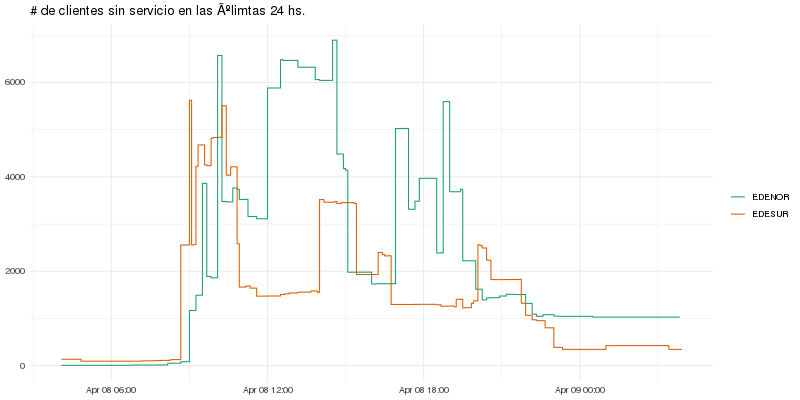 # de clientes sin servicio en las Ãºlimtas 24 hs.
6000
4000
2000
0
Apr 08 06:00
Apr 08 12:00
Apr 08 18:00
Apr 09 00:00
EDENOR
EDESUR